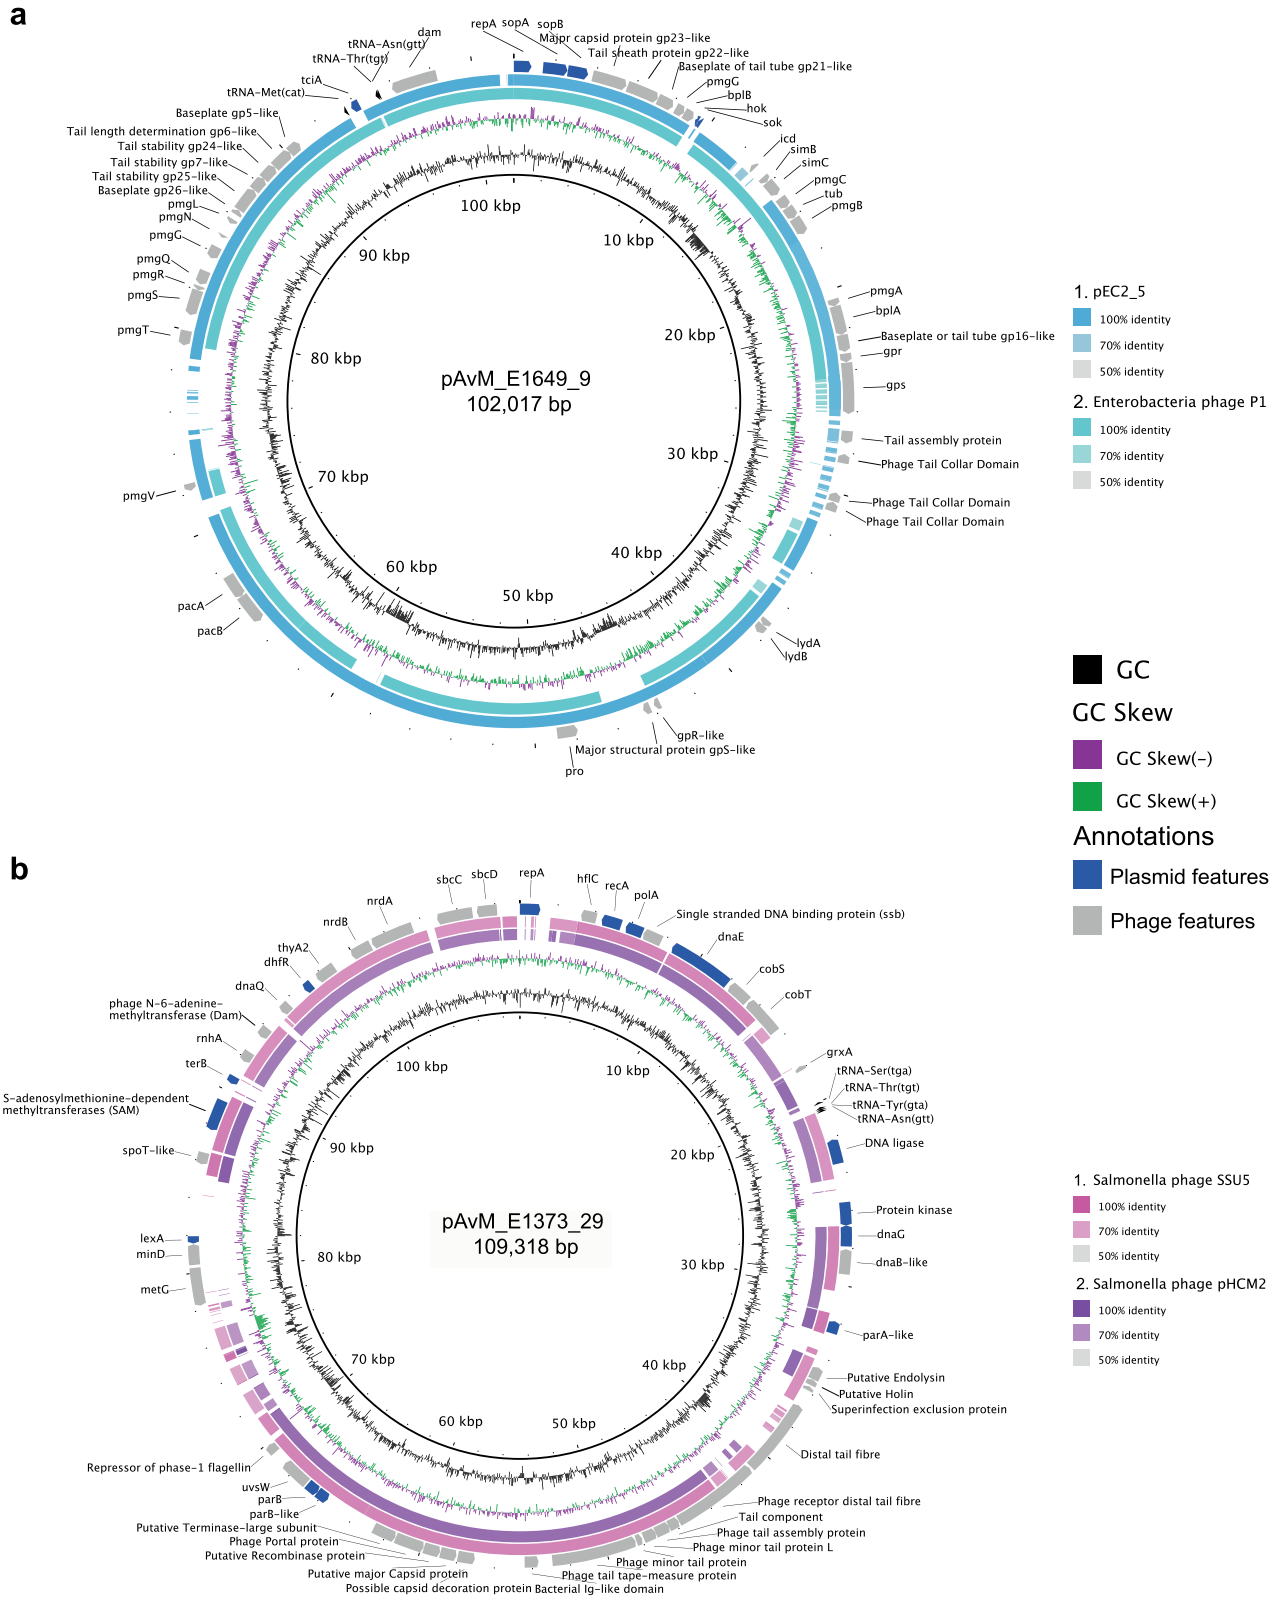 a
repA
sopA
sopB
Majpr capsid protein gp23-like
Tail sheath protein gp22-like
Baseplate of tail tube gp21-like
pmgG
bplB
hok
sok
icd
simB
simC
pmgC
tub
pmgB
pmgA
bplA
Baseplate or tail tube gp16-like
gpr
gps
Tail assembly protein
Phage Tail Collar Domain
Phage Tail Collar Domain
Phage Tail Collar Domain
lydA
lydB
gpR-like
Major structural protein gpS-like
pro
pacB
pacA
pmgV
pmgT
pmgS
pmgR
pmgQ
pmgG
pmgN
pmgL
Baseplate gp26-like
Tail stability gp25-like
Tail stability gp7-like
Tail stability gp24-like
Tail length determination gp6-like
Baseplate gp5-like
tRNA-Met(cat)
tciA
tRNA-Thr(tgt)
tRNA-Asn(gtt)
dam
100 kbp
10 kbp
20 kbp
30 kbp
40 kbp
50 kbp
60 kbp
70 kbp
80 kbp
90 kbp
pAvM_E1649_9
102,017 bp
1. pEC2_5
100% identity
70% identity
50% identity
2. Enterobacteria phage P1
100% identity
70% identity
50% identity
GC
GC Skew
GC Skew(-)
GC Skew(+)
Annotations
Plasmid features
Phage features
b
repA
hflC
recA
polA
Single stranded DNA binding protein (ssb)
dnaE
cobS
cobT
grxA
tRNA-Ser(tga)
tRNA-Thr(tgt)
tRNA-Tyr(gta)
tRNA-Asn(gtt)
DNA ligase
Protein kinase
dnaG
dnaB-like
parA-like
Putative Endolysin
Putative Holin
Superinfection exclusion protein
Distal tail fibre
Phage receptor distal tail fibre
Tail component
Phage tail assembly protein
Phage minor tail protein L
Phage minor tail protein
Phage tail tape-measure protein
Bacterial Ig-like domain
Possible capsid decoration protein
Putative major Capsid protein
Putative Recombinase protein
Phage Portal protein
Putative Terminase-large subunit
parB-like
parB
uvsW
Repressor of phase-1 flagellin
metG
minD
lexA
spoT-like
S-adenosylmethionine-dependent
methyltransferases (SAM)
terB
rnhA
phage N-6-adenine-
methyltransferase (Dam)
dnaQ
dhfR
thyA2
nrdB
nrdA
sbcC
sbcD
100 kbp
10 kbp
20 kbp
30 kbp
40 kbp
50 kbp
60 kbp
70 kbp
80 kbp
90 kbp
pAvM_E1373_29
109,318 bp
1. Salmonella phage SSU5
100% identity
70% identity
50% identity
2. Salmonella phage pHCM2
100% identity
70% identity
50% identity